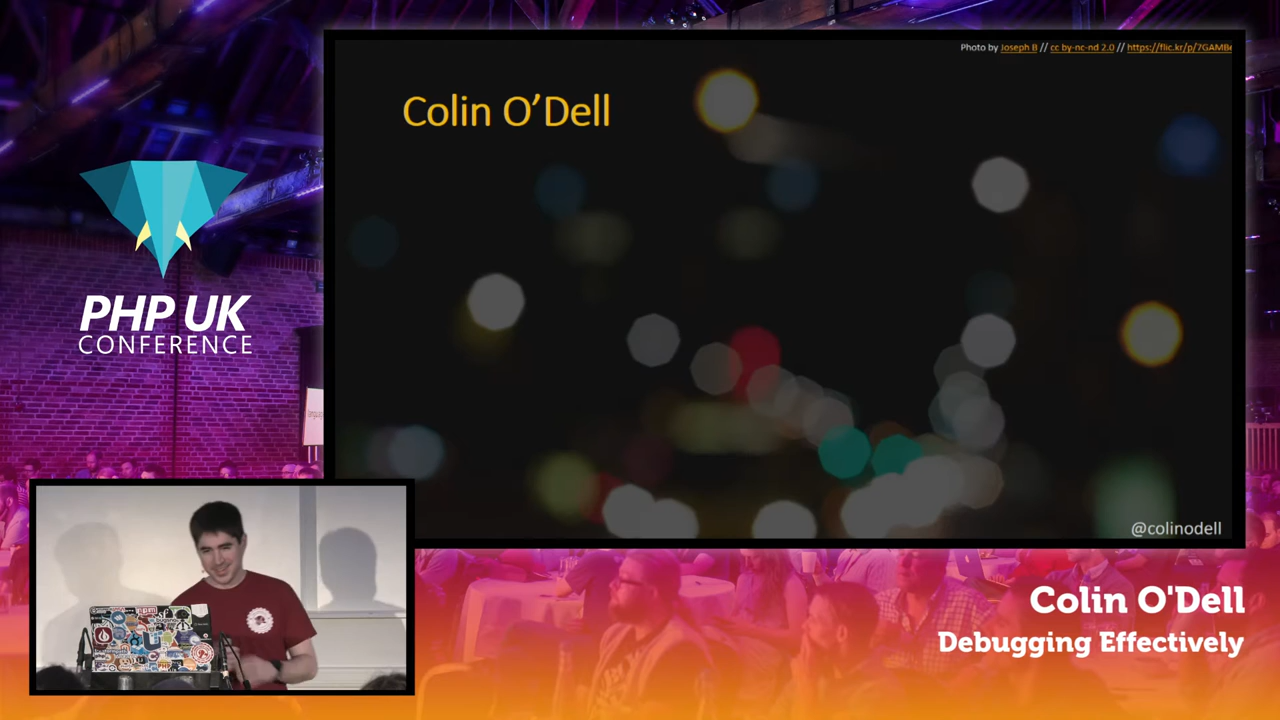 Photo by Joseph B // cc by-nc-nd 2.0 // https://flic.kr/p/7GAMB
Colin O’Dell
PHP UK
CONFERENCE
@colinodell
Colin O'Dell
Debugging Effectively